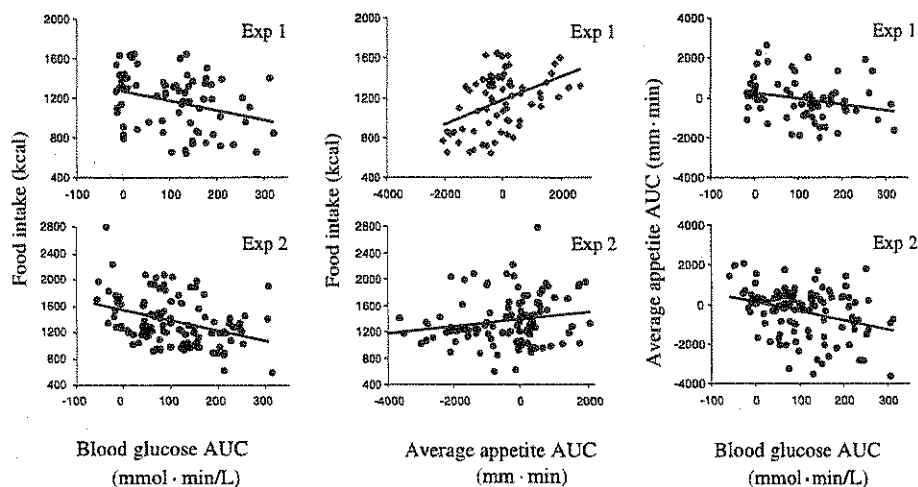 2000
1600
1200
800
400
Exp 1
-100 0 100 200 300
2000
1600
1200
800
400
Exp 1
-4000 -2000 0 2000
4000
2000
0
-2000
-4000
Exp 1
-100 0 100 200 300
Food intake (kcal)
Food intake (kcal)
Average appetite AUC (mm·min)
2800
2400
2000
1600
1200
800
400
Exp 2
-100 0 100 200 300
2800
2400
2000
1600
1200
800
400
Exp 2
-4000 -2000 0 2000
4000
2000
0
-2000
-4000
Exp 2
-100 0 100 200 300
Blood glucose AUC
(mmol · min/L)
Average appetite AUC
(mm · min)
Blood glucose AUC
(mmol · min/L)